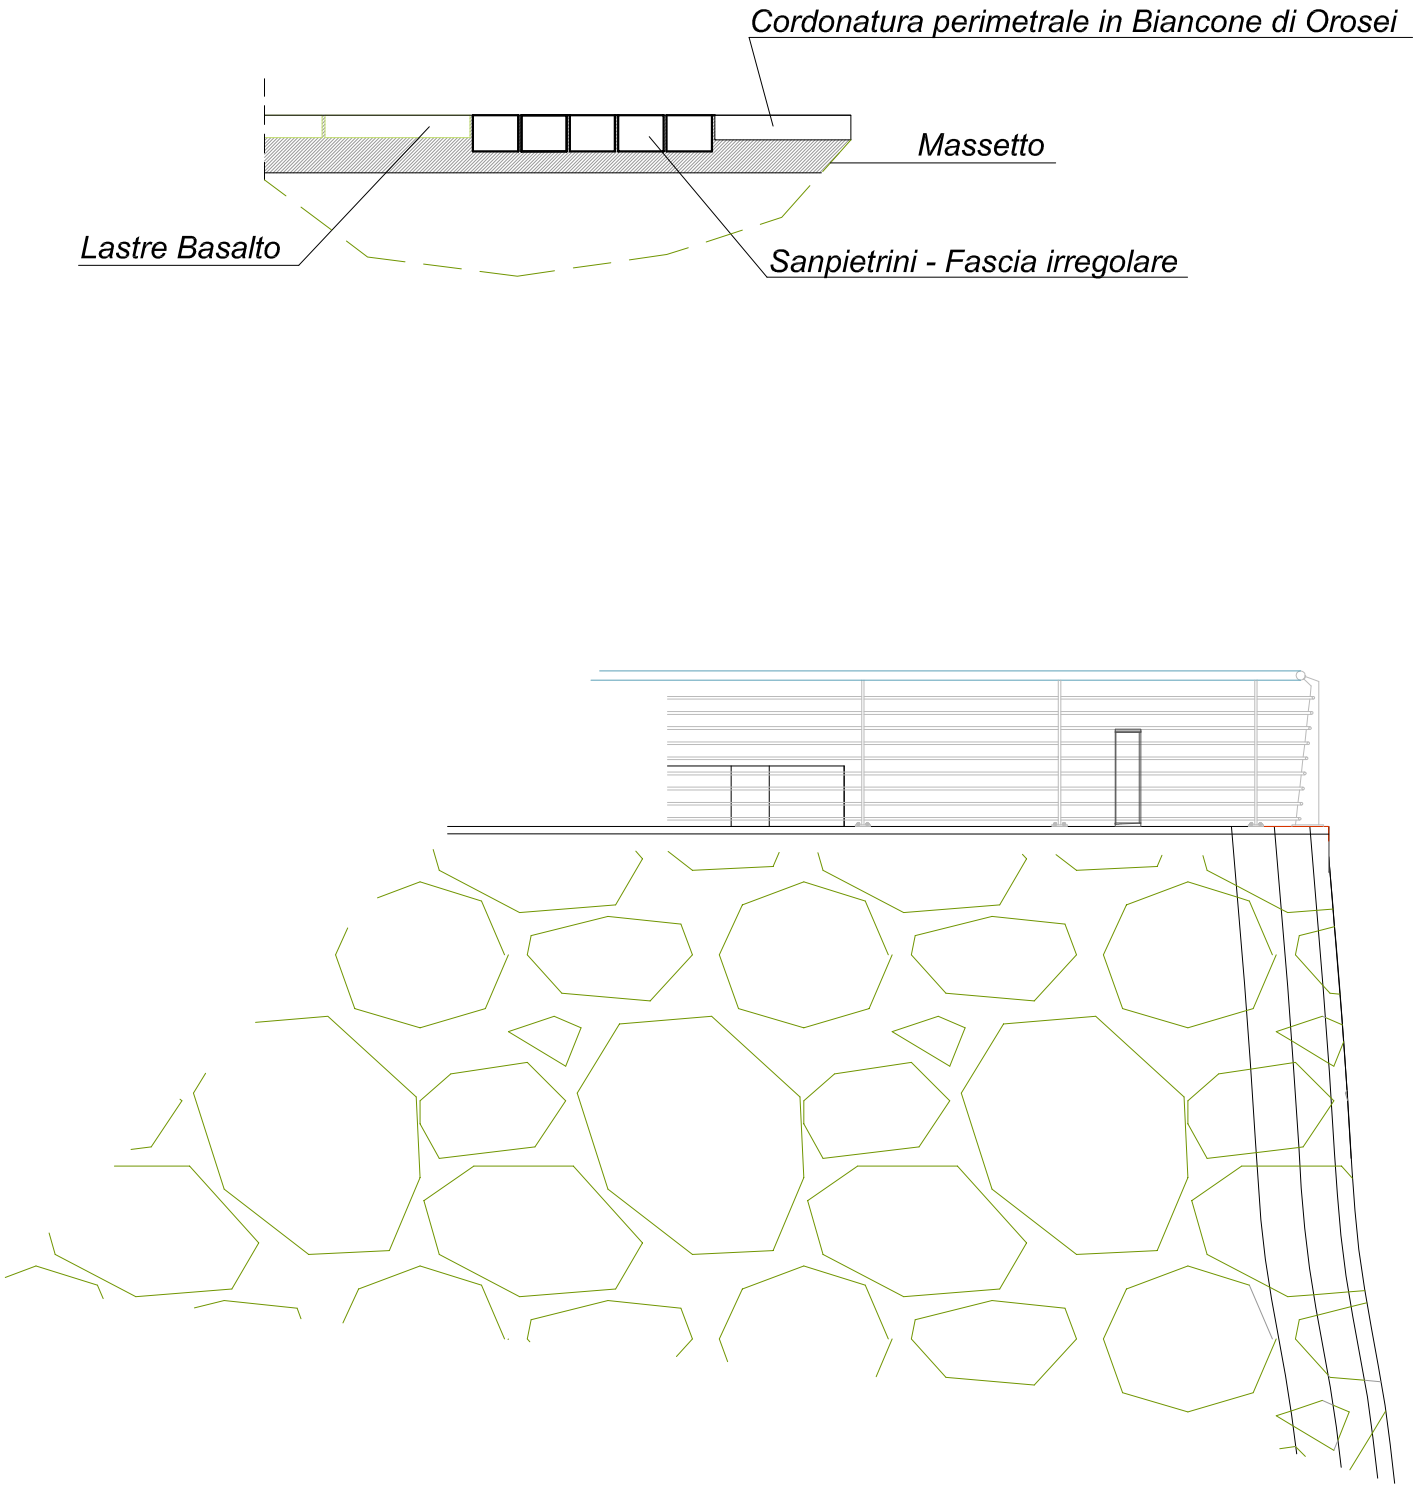 Cordonatura perimetrale in Biancone di Orosei
Massetto
Lastre Basalto
Sanpietrini - Fascia irregolare